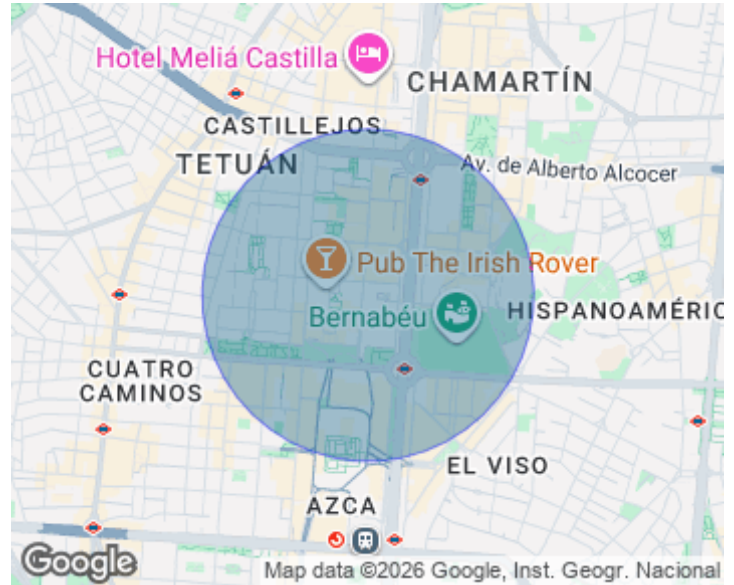 Hotel Meliá Castilla
CHAMARTÍN
CASTILLEJOS
TETUÁN
Av. de Alberto Alcocer
Pub The Irish Rover
Bernabéu
HISPANOAMÉRIC
CUATRO
CAMINOS
EL VISO
AZCA
Google
Map data ©2026 Google, Inst. Geogr. Nacional